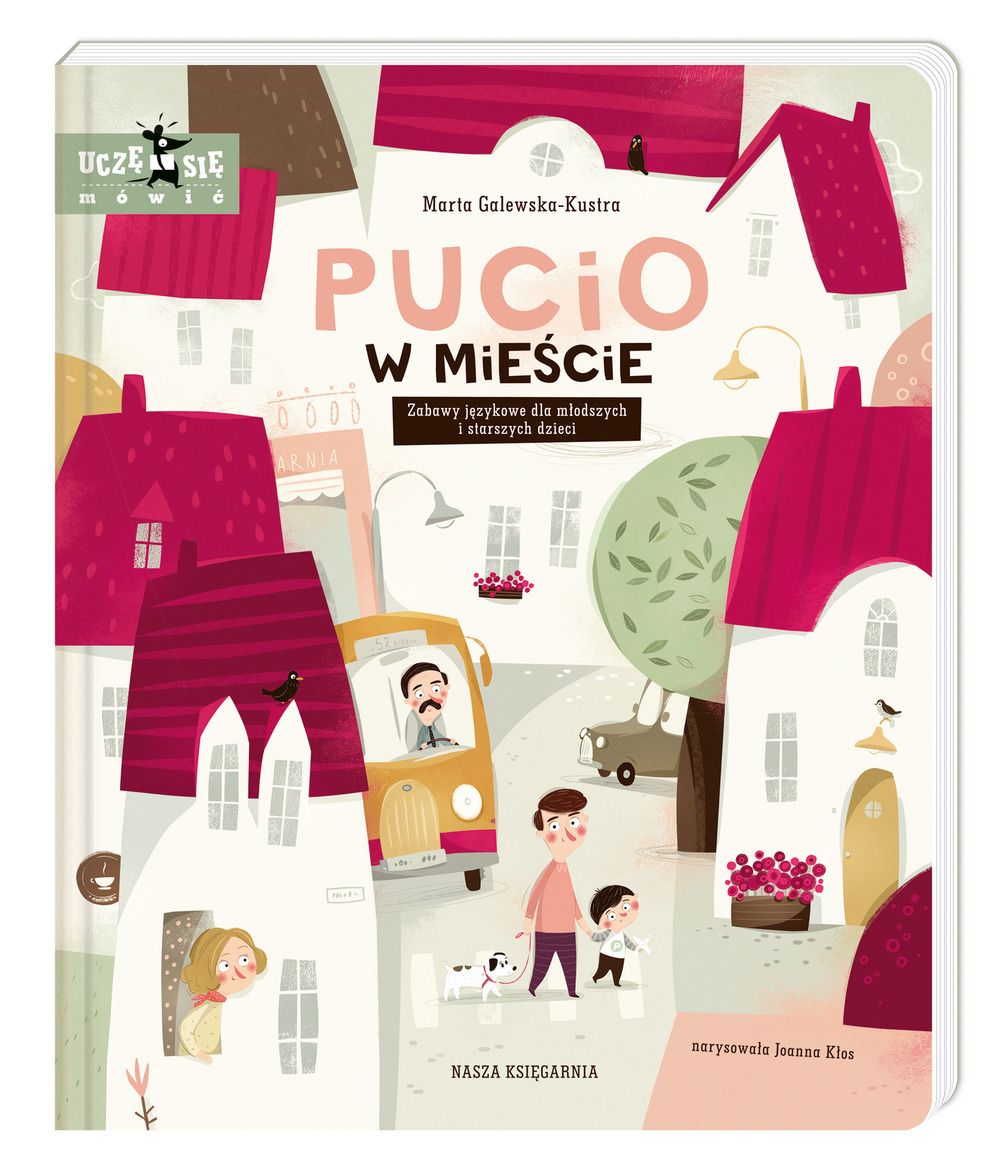 UCZĘ SIĘ
mówić
Marta Galewska-Kustra
PUCiO
W MiEŚCiE
Zabawy językowe dla młodszych
i starszych dzieci
ARNIA
52
P
narysowała Joanna Kłos
NASZA KSIĘGARNIA